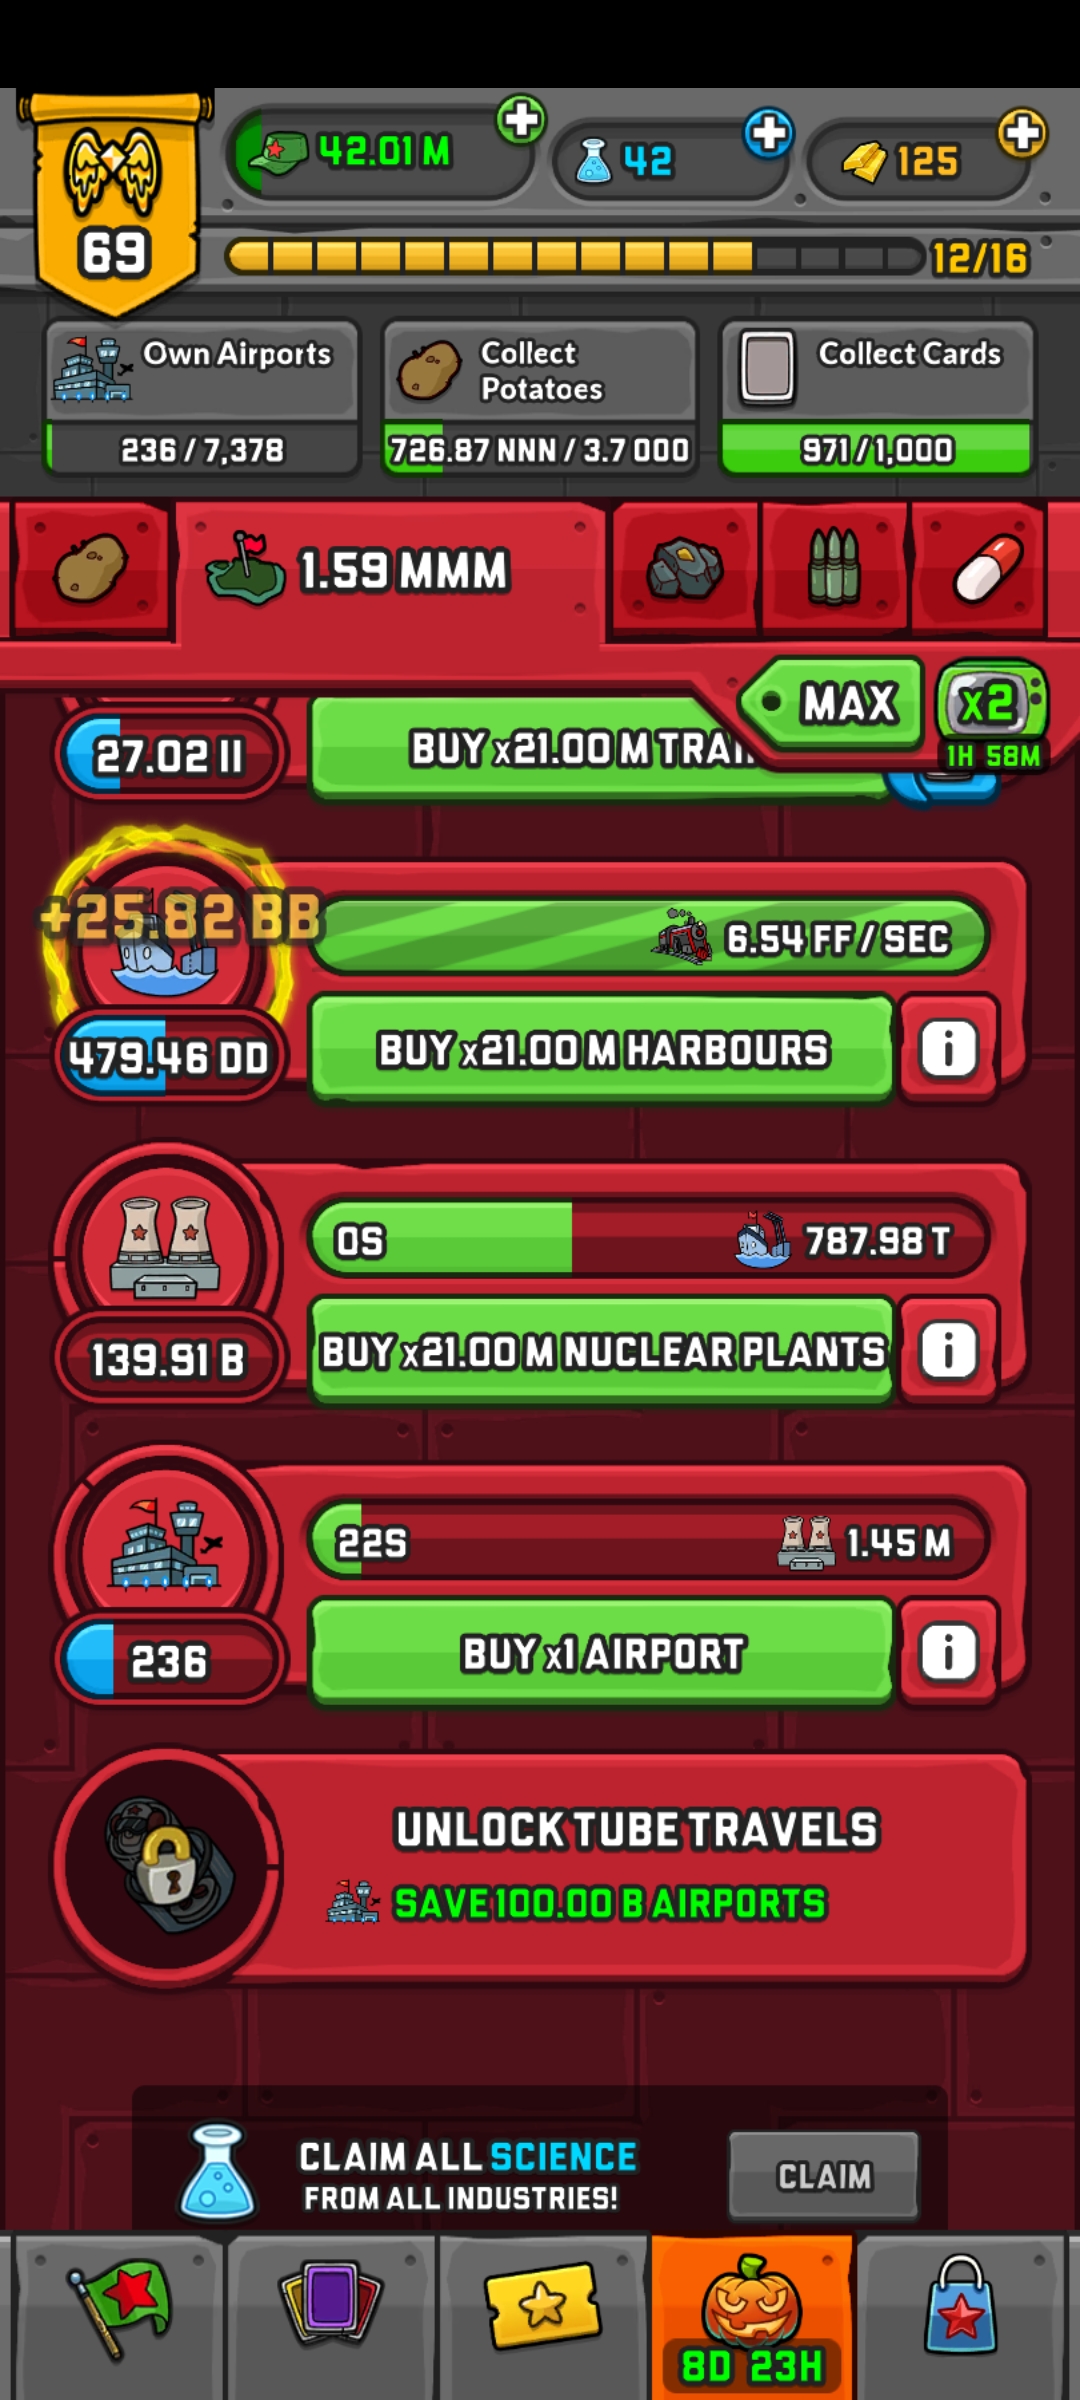 42.01 M
42
125
69
12/16
Own Airports
236 / 7,378
Collect
Potatoes
726.87 NNN / 3.7 OOO
Collect Cards
971 / 1,000
1.59 MMM
MAX
x2
1H 58M
27.02 II
BUY x21.00 M TRAI
+25.82 BB
6.54 FF / SEC
479.46 DD
BUY x21.00 M HARBOURS
i
0S
787.98 T
139.91 B
BUY x21.00 M NUCLEAR PLANTS
i
22S
1.45 M
236
BUY x1 AIRPORT
i
UNLOCK TUBE TRAVELS
SAVE 100.00 B AIRPORTS
CLAIM ALL SCIENCE
FROM ALL INDUSTRIES!
CLAIM
8D 23H